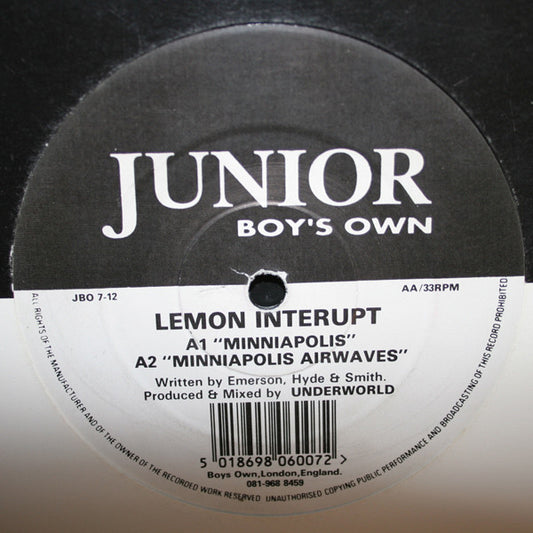 JUNIOR
BOY'S OWN
JBO 7-12
AA/33RPM
LEMON INTERUPT
A1 "MINNIAPOLIS"
A2 "MINNIAPOLIS AIRWAVES"
Written by Emerson, Hyde & Smith.
Produced & Mixed by UNDERWORLD
5 018698 060072 >
Boys Own,London,England.
081-968 8459
ALL RIGHTS OF THE MANUFACTURER AND OF THE OWNER OF THE RECORDED WORK RESERVED UNAUTHORISED COPYING PUBLIC PERFORMANCE AND BROADCASTING OF THIS RECORD PROHIBITED